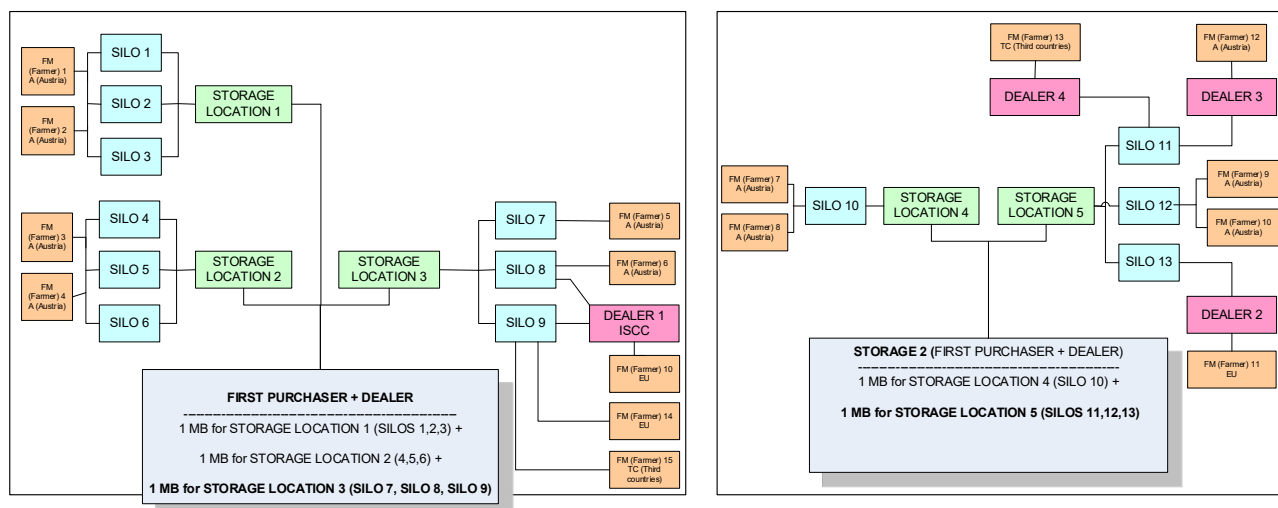 FM
(Farmer) 1
A (Austria)
FM
(Farmer) 2
A (Austria)
SILO 1
SILO 2
SILO 3
STORAGE
LOCATION 1
FM
(Farmer) 3
A (Austria)
FM
(Farmer) 4
A (Austria)
SILO 4
SILO 5
SILO 6
STORAGE
LOCATION 2
STORAGE
LOCATION 3
SILO 7
SILO 8
SILO 9
FM (Farmer) 5
A (Austria)
FM (Farmer) 6
A (Austria)
DEALER 1
ISCC
FM (Farmer) 10
EU
FM (Farmer) 14
EU
FM (Farmer) 15
TC (Third
countries)
FIRST PURCHASER + DEALER
------------------------------------------------------
1 MB for STORAGE LOCATION 1 (SILOS 1,2,3) +
1 MB for STORAGE LOCATION 2 (4,5,6) +
1 MB for STORAGE LOCATION 3 (SILO 7, SILO 8, SILO 9)
FM (Farmer) 13
TC (Third countries)
FM (Farmer) 12
A (Austria)
DEALER 4
DEALER 3
SILO 11
FM (Farmer) 7
A (Austria)
FM (Farmer) 8
A (Austria)
SILO 10
STORAGE
LOCATION 4
STORAGE
LOCATION 5
SILO 12
FM (Farmer) 9
A (Austria)
FM (Farmer) 10
A (Austria)
SILO 13
DEALER 2
FM (Farmer) 11
EU
STORAGE 2 (FIRST PURCHASER + DEALER)
------------------------------------------------------
1 MB for STORAGE LOCATION 4 (SILO 10) +
1 MB for STORAGE LOCATION 5 (SILOS 11,12,13)